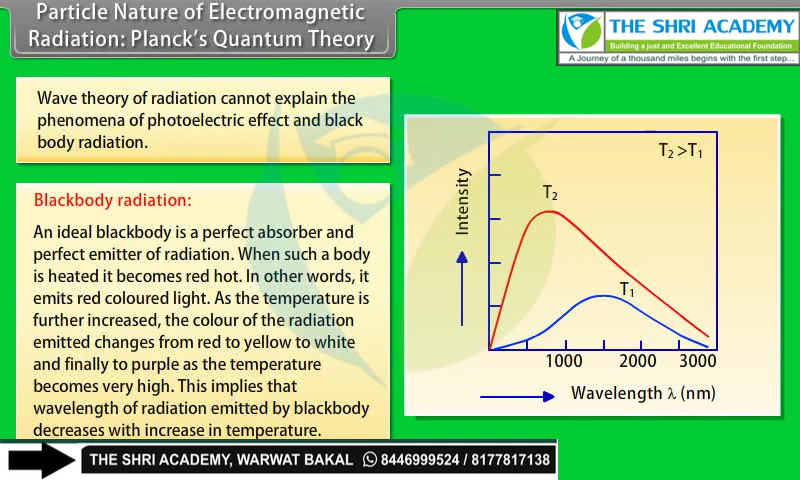 Particle Nature of Electromagnetic
Radiation: Planck's Quantum Theory
THE SHRI ACADEMY
Building a just and Excellent Educational Foundation
A Journey of a thousand miles begins with the first step...
Wave theory of radiation cannot explain the
phenomena of photoelectric effect and black
body radiation.
Blackbody radiation:
An ideal blackbody is a perfect absorber and
perfect emitter of radiation. When such a body
is heated it becomes red hot. In other words, it
emits red coloured light. As the temperature is
further increased, the colour of the radiation
emitted changes from red to yellow to white
and finally to purple as the temperature
becomes very high. This implies that
wavelength of radiation emitted by blackbody
decreases with increase in temperature.
T₂ >T₁
T₂
Intensity
T₁
1000 2000 3000
Wavelength λ (nm)
THE SHRI ACADEMY, WARWAT BAKAL 8446999524 / 8177817138